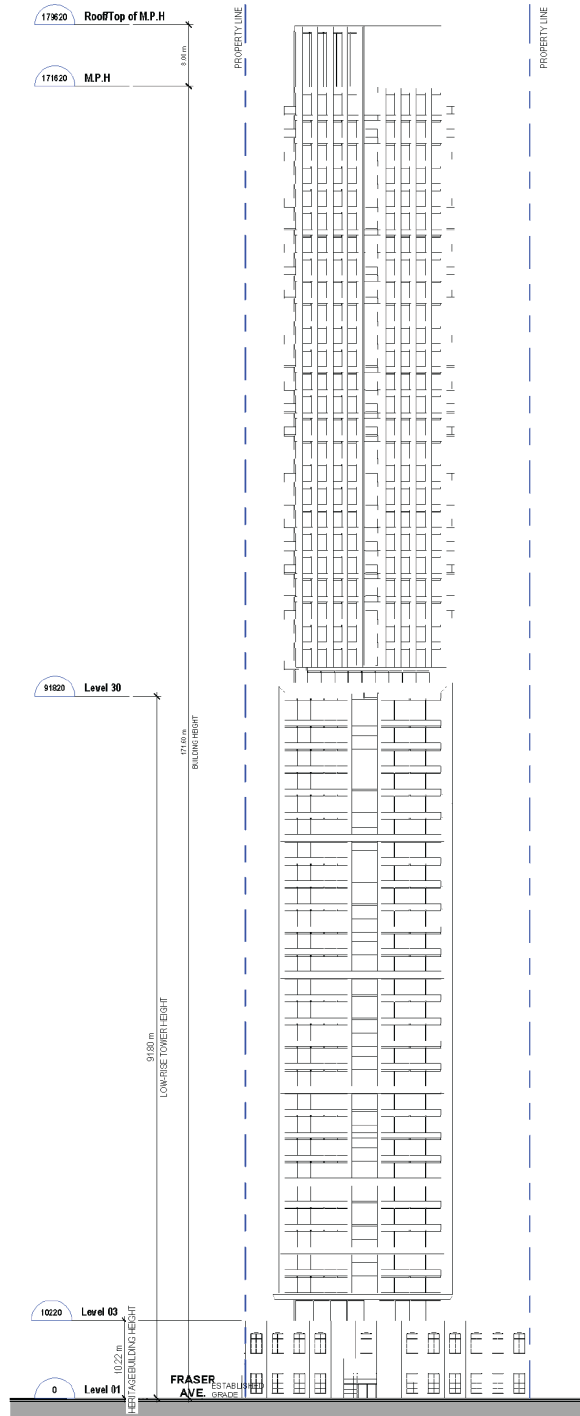 179620 Roof/Top of M.P.H
PROPERTY LINE
PROPERTY LINE
8.00 m
171620 M.P.H
91820 Level 30
171.60 m
BUILDING HEIGHT
91.80 m
LOW-RISE TOWER HEIGHT
10220 Level 03
10.22 m
HERITAGE BUILDING HEIGHT
0 Level 01
FRASER
AVE.
ESTABLISHED
GRADE